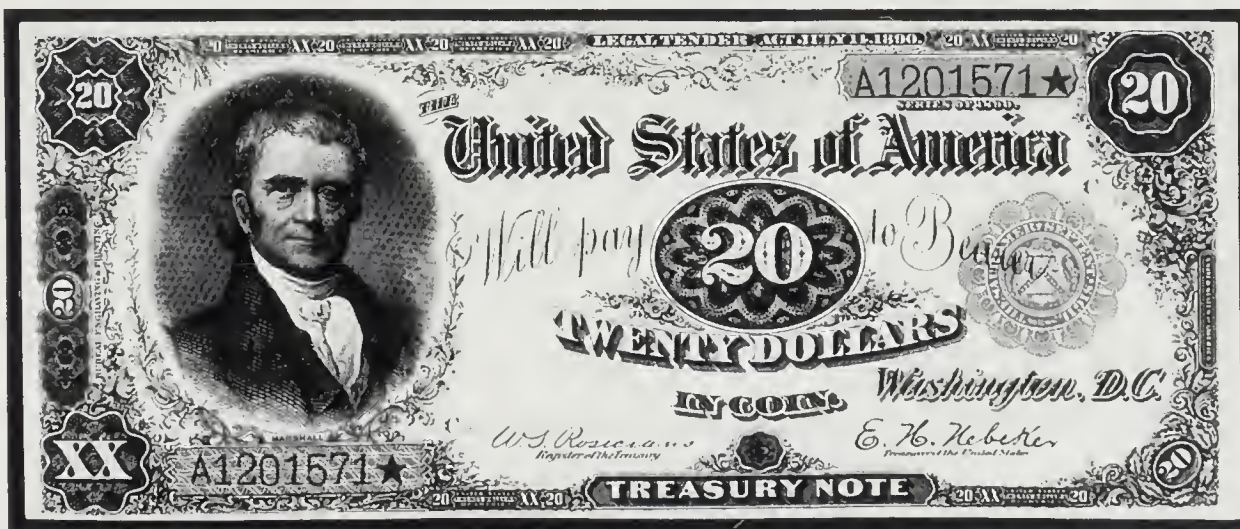 20 XX 20 XX 20 XX 20 LEGAL TENDER ACT JULY 14, 1890. 20 XX 20
20
A1201571★
SERIES OF 1890.
20
THE
United States of America
Will pay 20 to Bearer
TWENTY DOLLARS
IN COIN.
Washington, D.C.
20
MARSHALL
W.S. Rosecrans
Register of the Treasury
E. H. Nebeker
Treasurer of the United States
XX
A1201571★
20 XX 20
TREASURY NOTE
20 XX 20
20